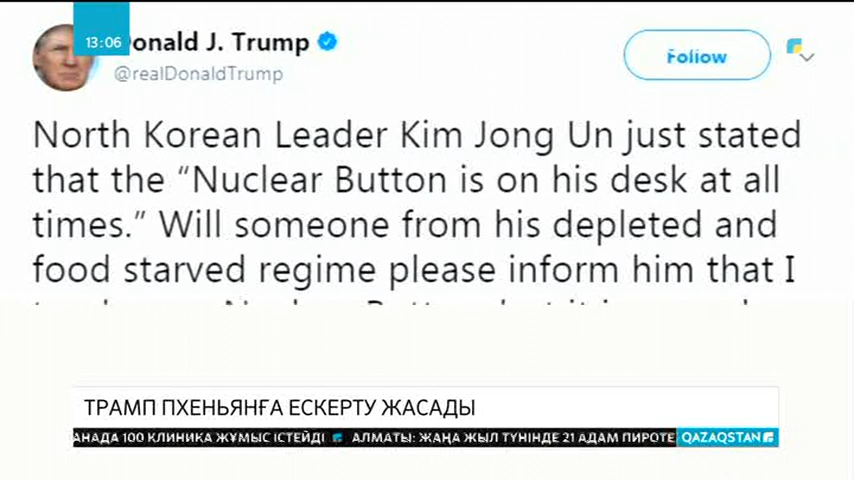 13:06
Donald J. Trump
@realDonaldTrump
Follow
North Korean Leader Kim Jong Un just stated
that the “Nuclear Button is on his desk at all
times.” Will someone from his depleted and
food starved regime please inform him that I
ТРАМП ПХЕНЬЯНҒА ЕСКЕРТУ ЖАСАДЫ
АНАДА 100 КЛИНИКА ЖҰМЫС ІСТЕЙДІ АЛМАТЫ: ЖАҢА ЖЫЛ ТҮНІНДЕ 21 АДАМ ПИРОТЕ
QAZAQSTAN